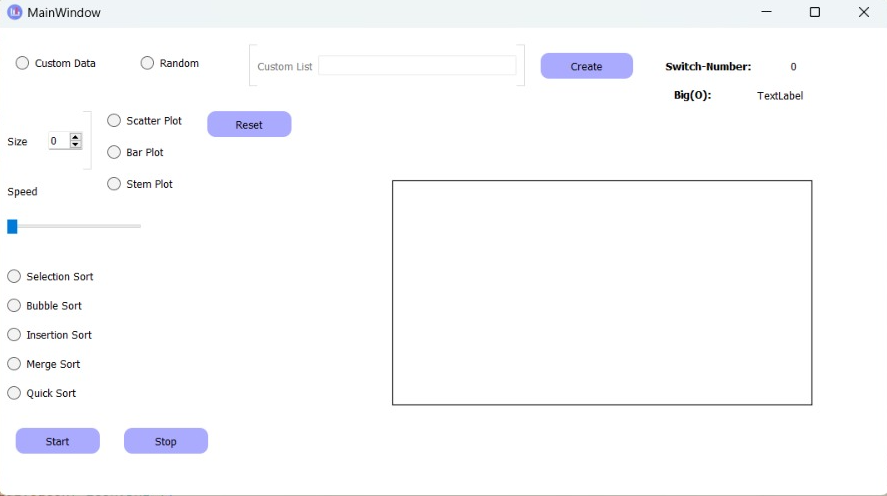 MainWindow
Custom Data
Random
Custom List
Create
Switch-Number:
0
Big(O):
TextLabel
Size
0
Scatter Plot
Reset
Bar Plot
Stem Plot
Speed
Selection Sort
Bubble Sort
Insertion Sort
Merge Sort
Quick Sort
Start
Stop